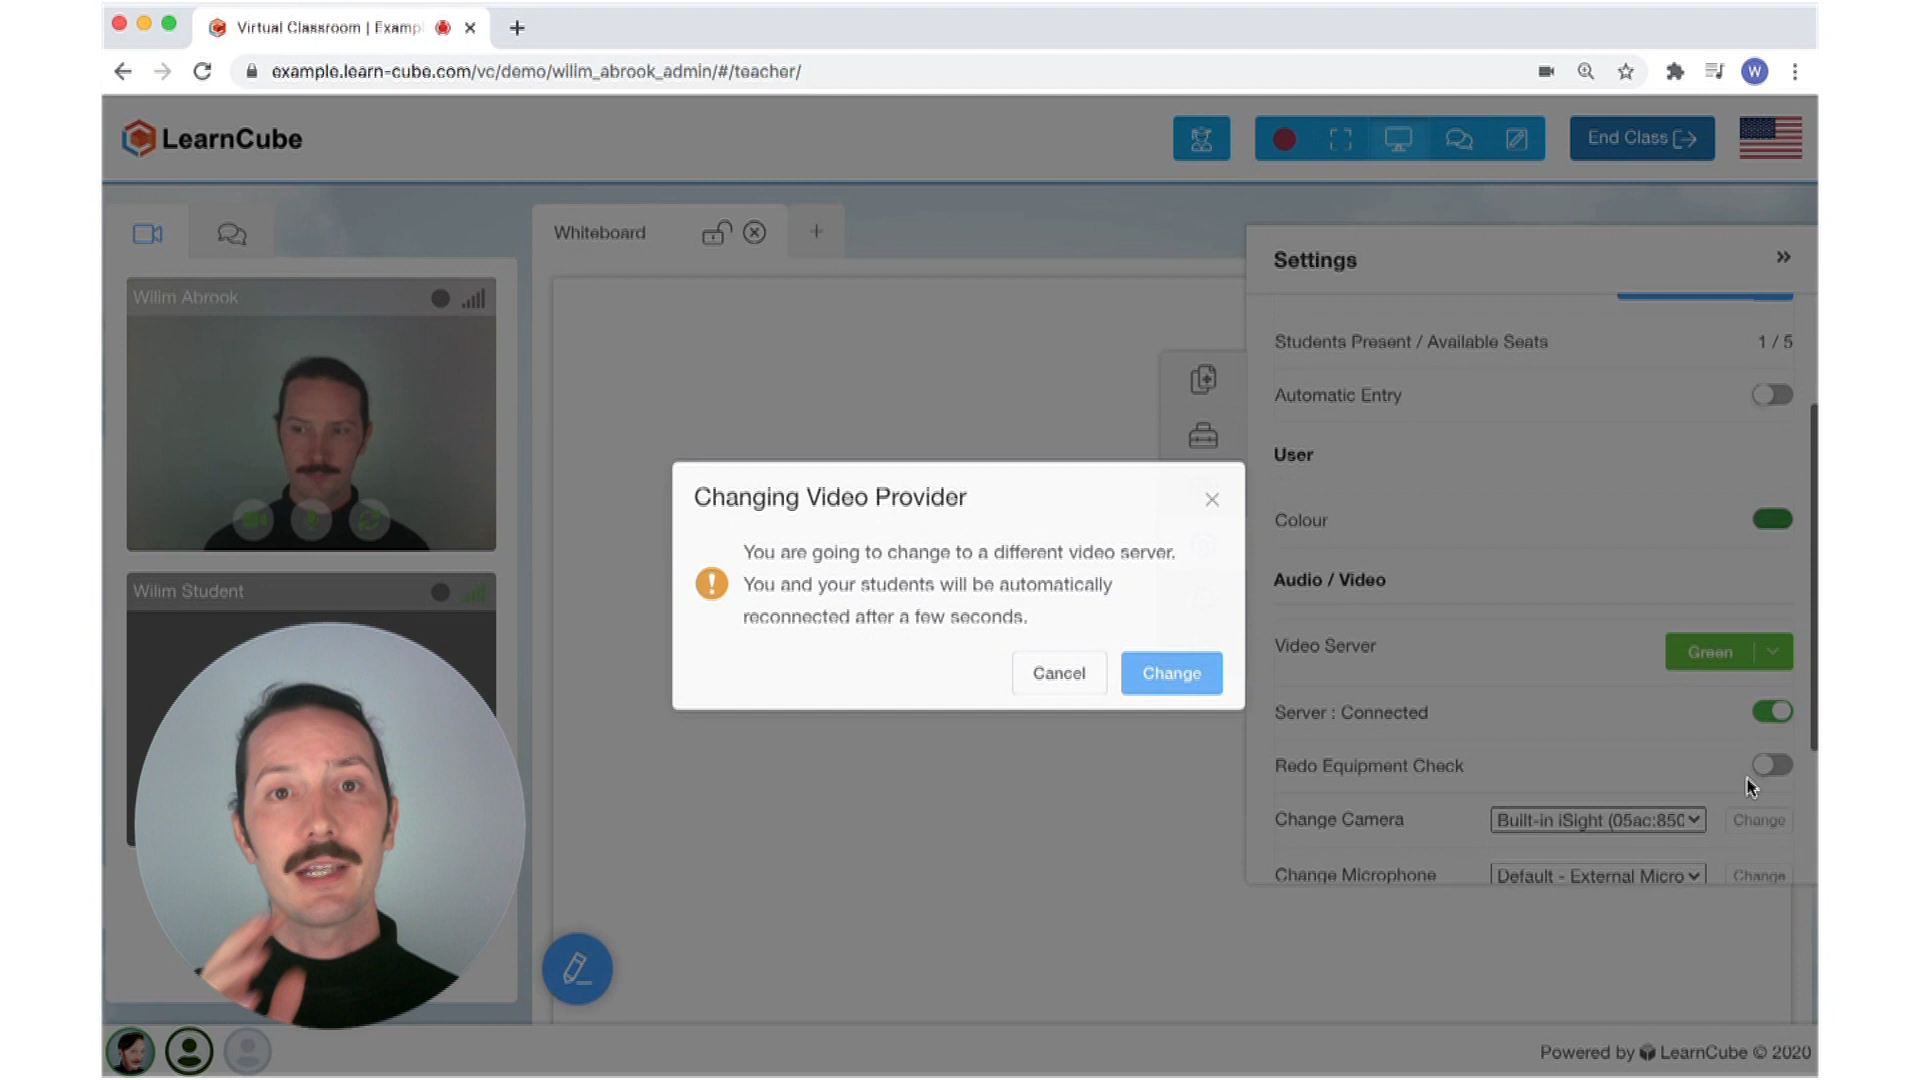 Virtual Classroom | Examp
example.learn-cube.com/vc/demo/wilim_abrook_admin/#/teacher/
W
LearnCube
End Class
Whiteboard
+
Settings
Wilim Abrook
Students Present / Available Seats 1 / 5
Automatic Entry
User
Changing Video Provider
Colour
You are going to change to a different video server.
You and your students will be automatically
reconnected after a few seconds.
Audio / Video
Wilim Student
Video Server Green
Cancel Change
Server : Connected
Redo Equipment Check
Change Camera Built-in iSight (05ac:850 Change
Change Microphone Default - External Micro Change
Powered by LearnCube © 2020